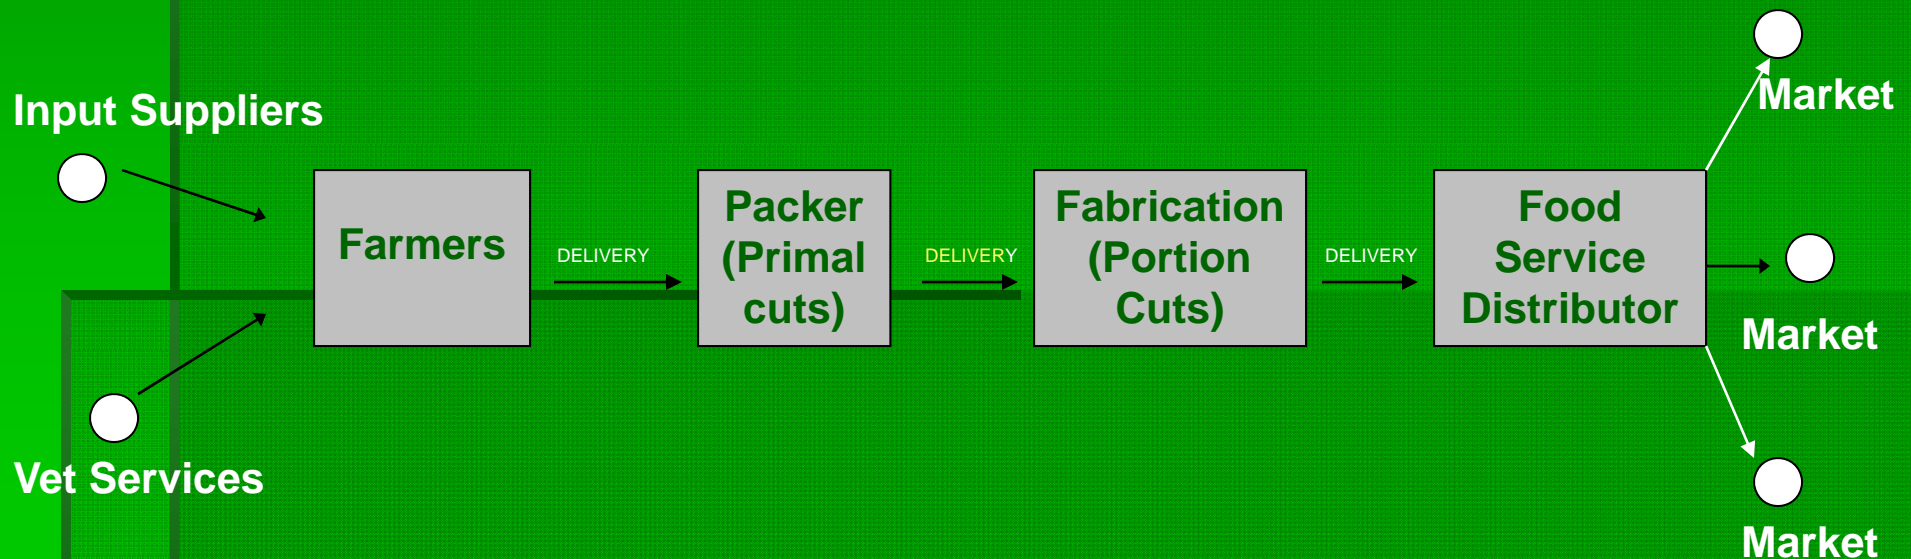 Input Suppliers
Vet Services
Farmers
DELIVERY
Packer
(Primal
cuts)
DELIVERY
Fabrication
(Portion
Cuts)
DELIVERY
Food
Service
Distributor
Market
Market
Market